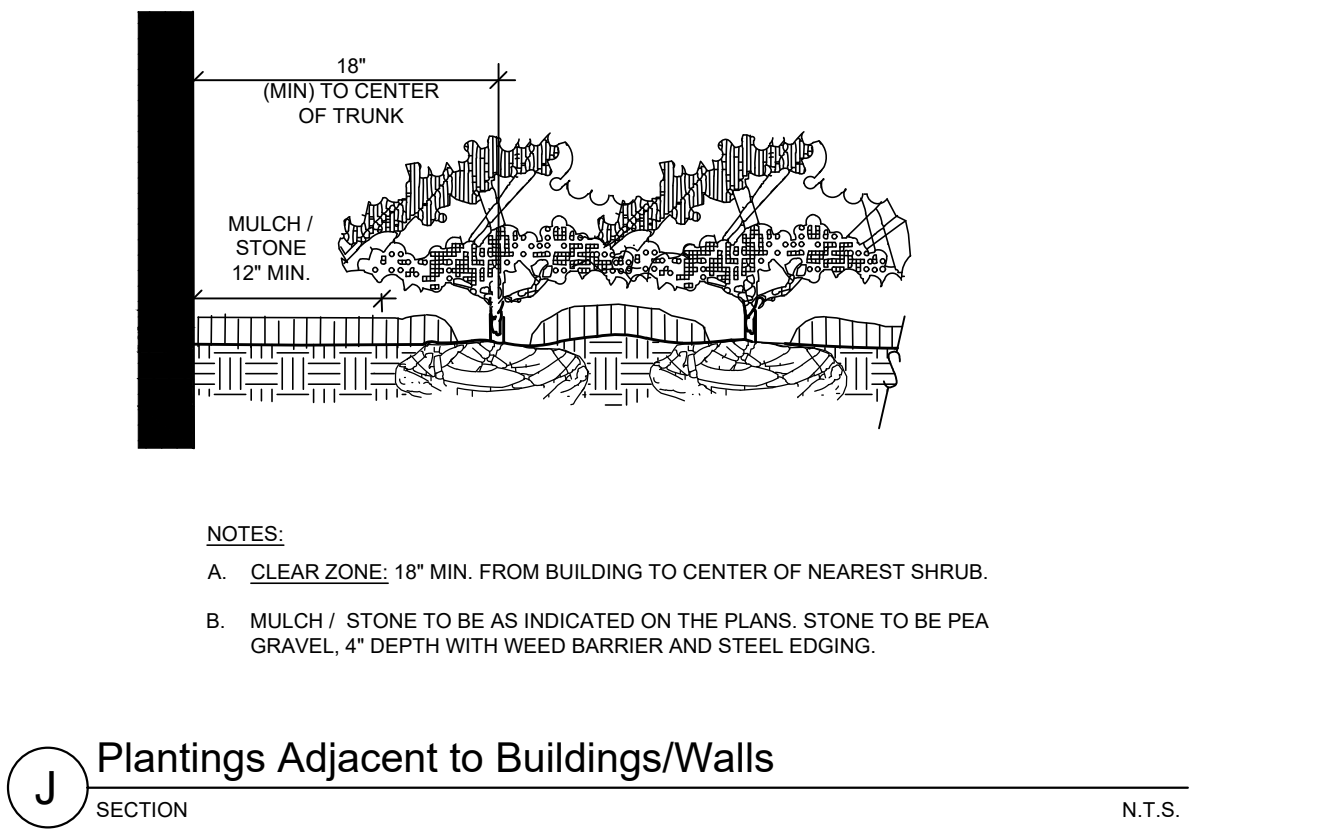 18"
(MIN) TO CENTER
OF TRUNK
MULCH /
STONE
12" MIN.
NOTES:
A. CLEAR ZONE: 18" MIN. FROM BUILDING TO CENTER OF NEAREST SHRUB.
B. MULCH / STONE TO BE AS INDICATED ON THE PLANS. STONE TO BE PEA
GRAVEL, 4" DEPTH WITH WEED BARRIER AND STEEL EDGING.
J
Plantings Adjacent to Buildings/Walls
SECTION
N.T.S.